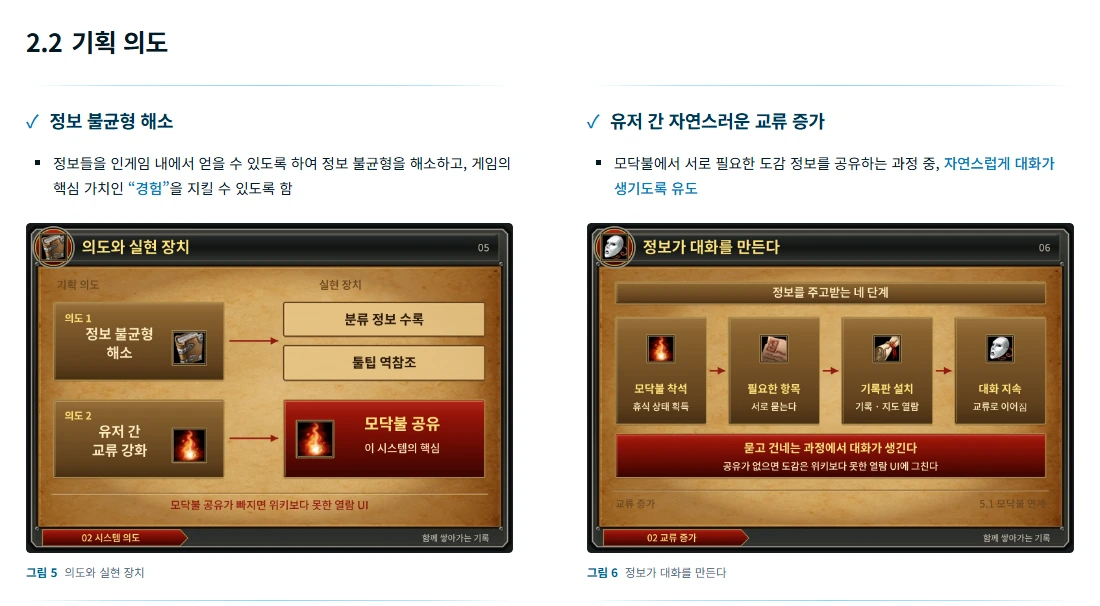 2.2 기획 의도
✓ 정보 불균형 해소
▪ 정보들을 인게임 내에서 얻을 수 있도록 하여 정보 불균형을 해소하고, 게임의
핵심 가치인 “경험”을 지킬 수 있도록 함
의도와 실현 장치
05
기획 의도
실현 장치
의도 1
정보 불균형
해소
분류 정보 수록
툴팁 역참조
의도 2
유저 간
교류 강화
모닥불 공유
이 시스템의 핵심
모닥불 공유가 빠지면 위키보다 못한 열람 UI
02 시스템 의도
함께 쌓아가는 기록
그림 5 의도와 실현 장치
✓ 유저 간 자연스러운 교류 증가
▪ 모닥불에서 서로 필요한 도감 정보를 공유하는 과정 중, 자연스럽게 대화가
생기도록 유도
정보가 대화를 만든다
06
정보를 주고받는 네 단계
모닥불 착석
휴식 상태 획득
필요한 항목
서로 묻는다
기록판 설치
기록 · 지도 열람
대화 지속
교류로 이어짐
묻고 건네는 과정에서 대화가 생긴다
공유가 없으면 도감은 위키보다 못한 열람 UI에 그친다
교류 증가
5.1 모닥불 연계
02 교류 증가
함께 쌓아가는 기록
그림 6 정보가 대화를 만든다